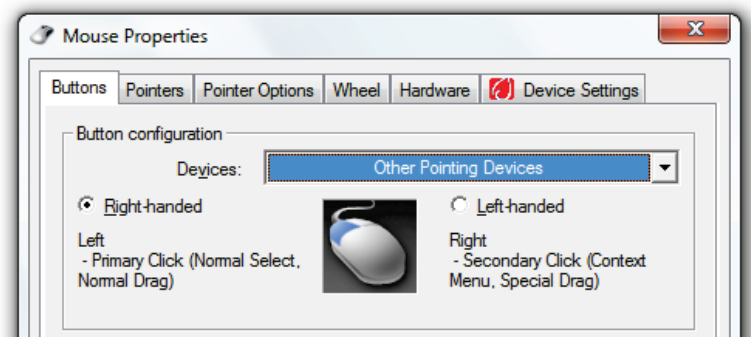 Mouse Properties
Buttons Pointers Pointer Options Wheel Hardware Device Settings
Button configuration
Devices: Other Pointing Devices
Right-handed Left-handed
Left Right
- Primary Click (Normal Select, - Secondary Click (Context
Normal Drag) Menu, Special Drag)